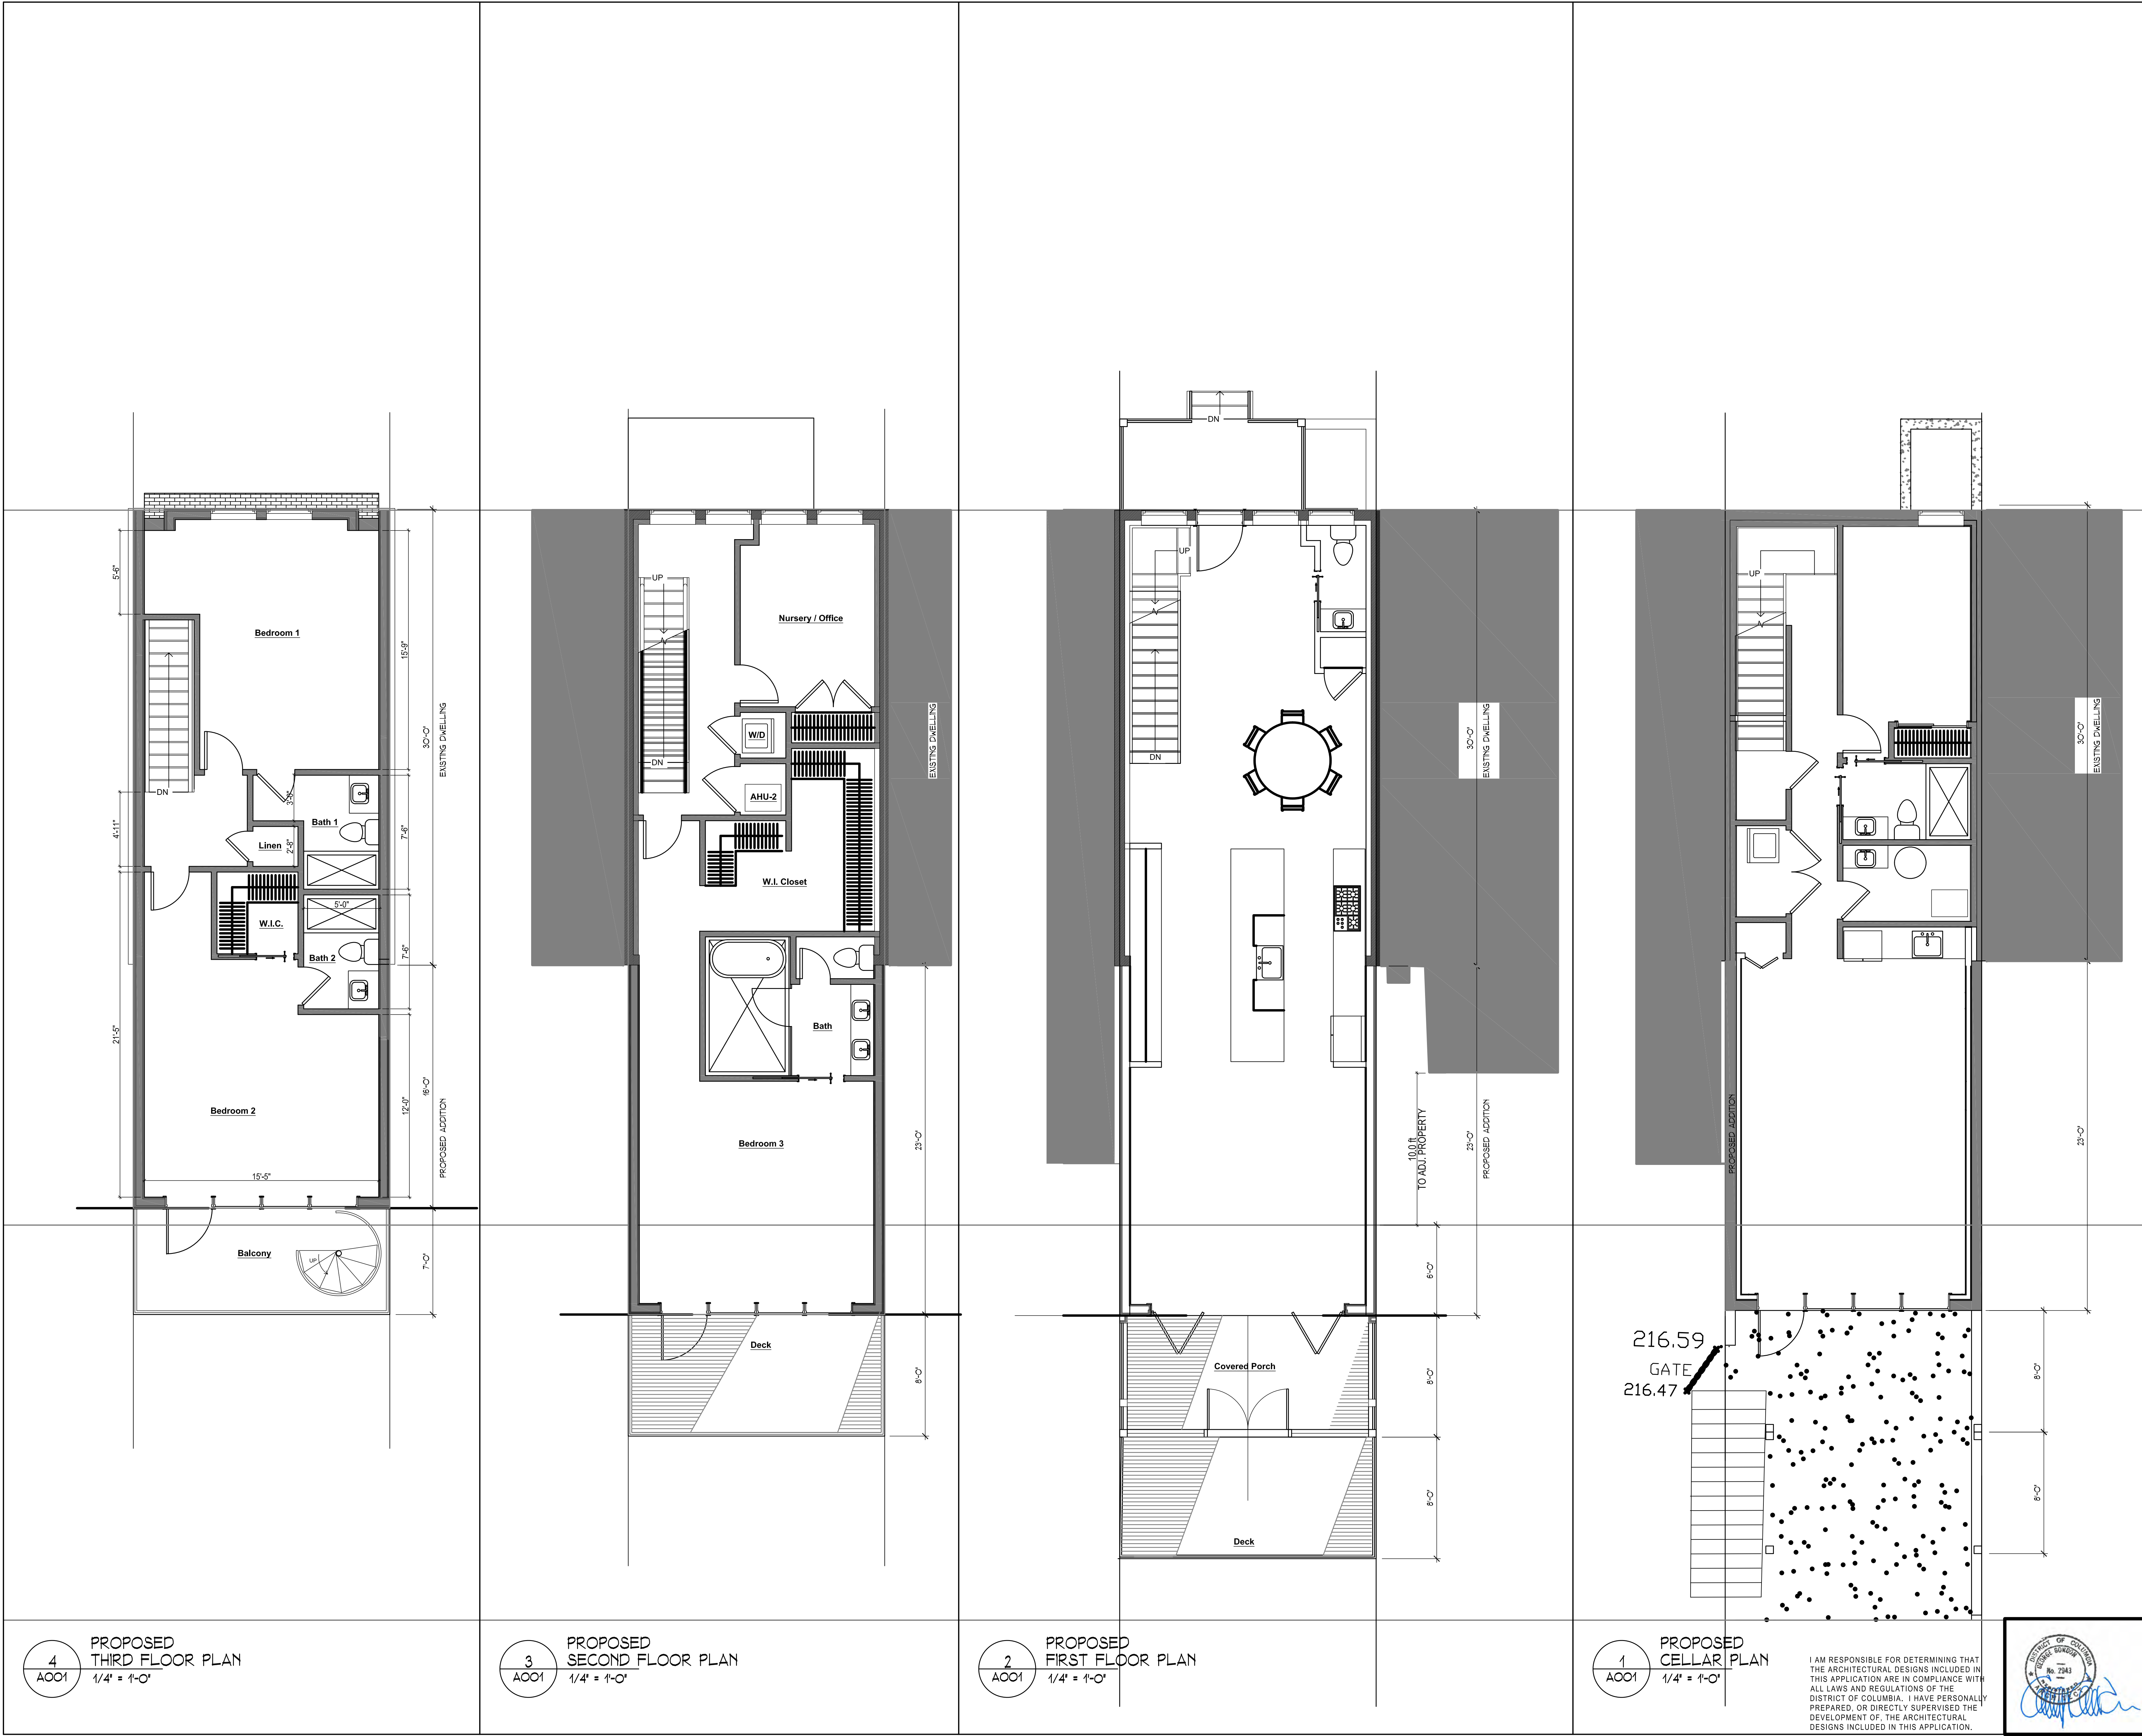 5'-6"
Bedroom 1
15'-9"
30'-0"
EXISTING DWELLING
DN
4'-11"
3'-8"
Bath 1
Linen
2'-8"
7'-6"
5'-0"
W.I.C.
Bath 2
7'-6"
21'-5"
Bedroom 2
16'-0"
12'-0"
PROPOSED ADDITION
15'-5"
Balcony
UP
7'-0"
4
A001
PROPOSED
THIRD FLOOR PLAN
1/4" = 1'-0"
UP
Nursery / Office
W/D
DN
AHU-2
EXISTING DWELLING
W.I. Closet
Bath
Bedroom 3
23'-0"
Deck
8'-0"
3
A001
PROPOSED
SECOND FLOOR PLAN
1/4" = 1'-0"
DN
UP
DN
30'-0"
EXISTING DWELLING
10.0 ft
TO ADJ. PROPERTY
23'-0"
PROPOSED ADDITION
6'-0"
Covered Porch
8'-0"
Deck
8'-0"
2
A001
PROPOSED
FIRST FLOOR PLAN
1/4" = 1'-0"
UP
30'-0"
EXISTING DWELLING
PROPOSED ADDITION
23'-0"
216.59
GATE
216.47
8'-0"
8'-0"
1
A001
PROPOSED
CELLAR PLAN
1/4" = 1'-0"
I AM RESPONSIBLE FOR DETERMINING THAT
THE ARCHITECTURAL DESIGNS INCLUDED IN
THIS APPLICATION ARE IN COMPLIANCE WITH
ALL LAWS AND REGULATIONS OF THE
DISTRICT OF COLUMBIA. I HAVE PERSONALLY
PREPARED, OR DIRECTLY SUPERVISED THE
DEVELOPMENT OF, THE ARCHITECTURAL
DESIGNS INCLUDED IN THIS APPLICATION.
DISTRICT OF COLUMBIA
No. 2943